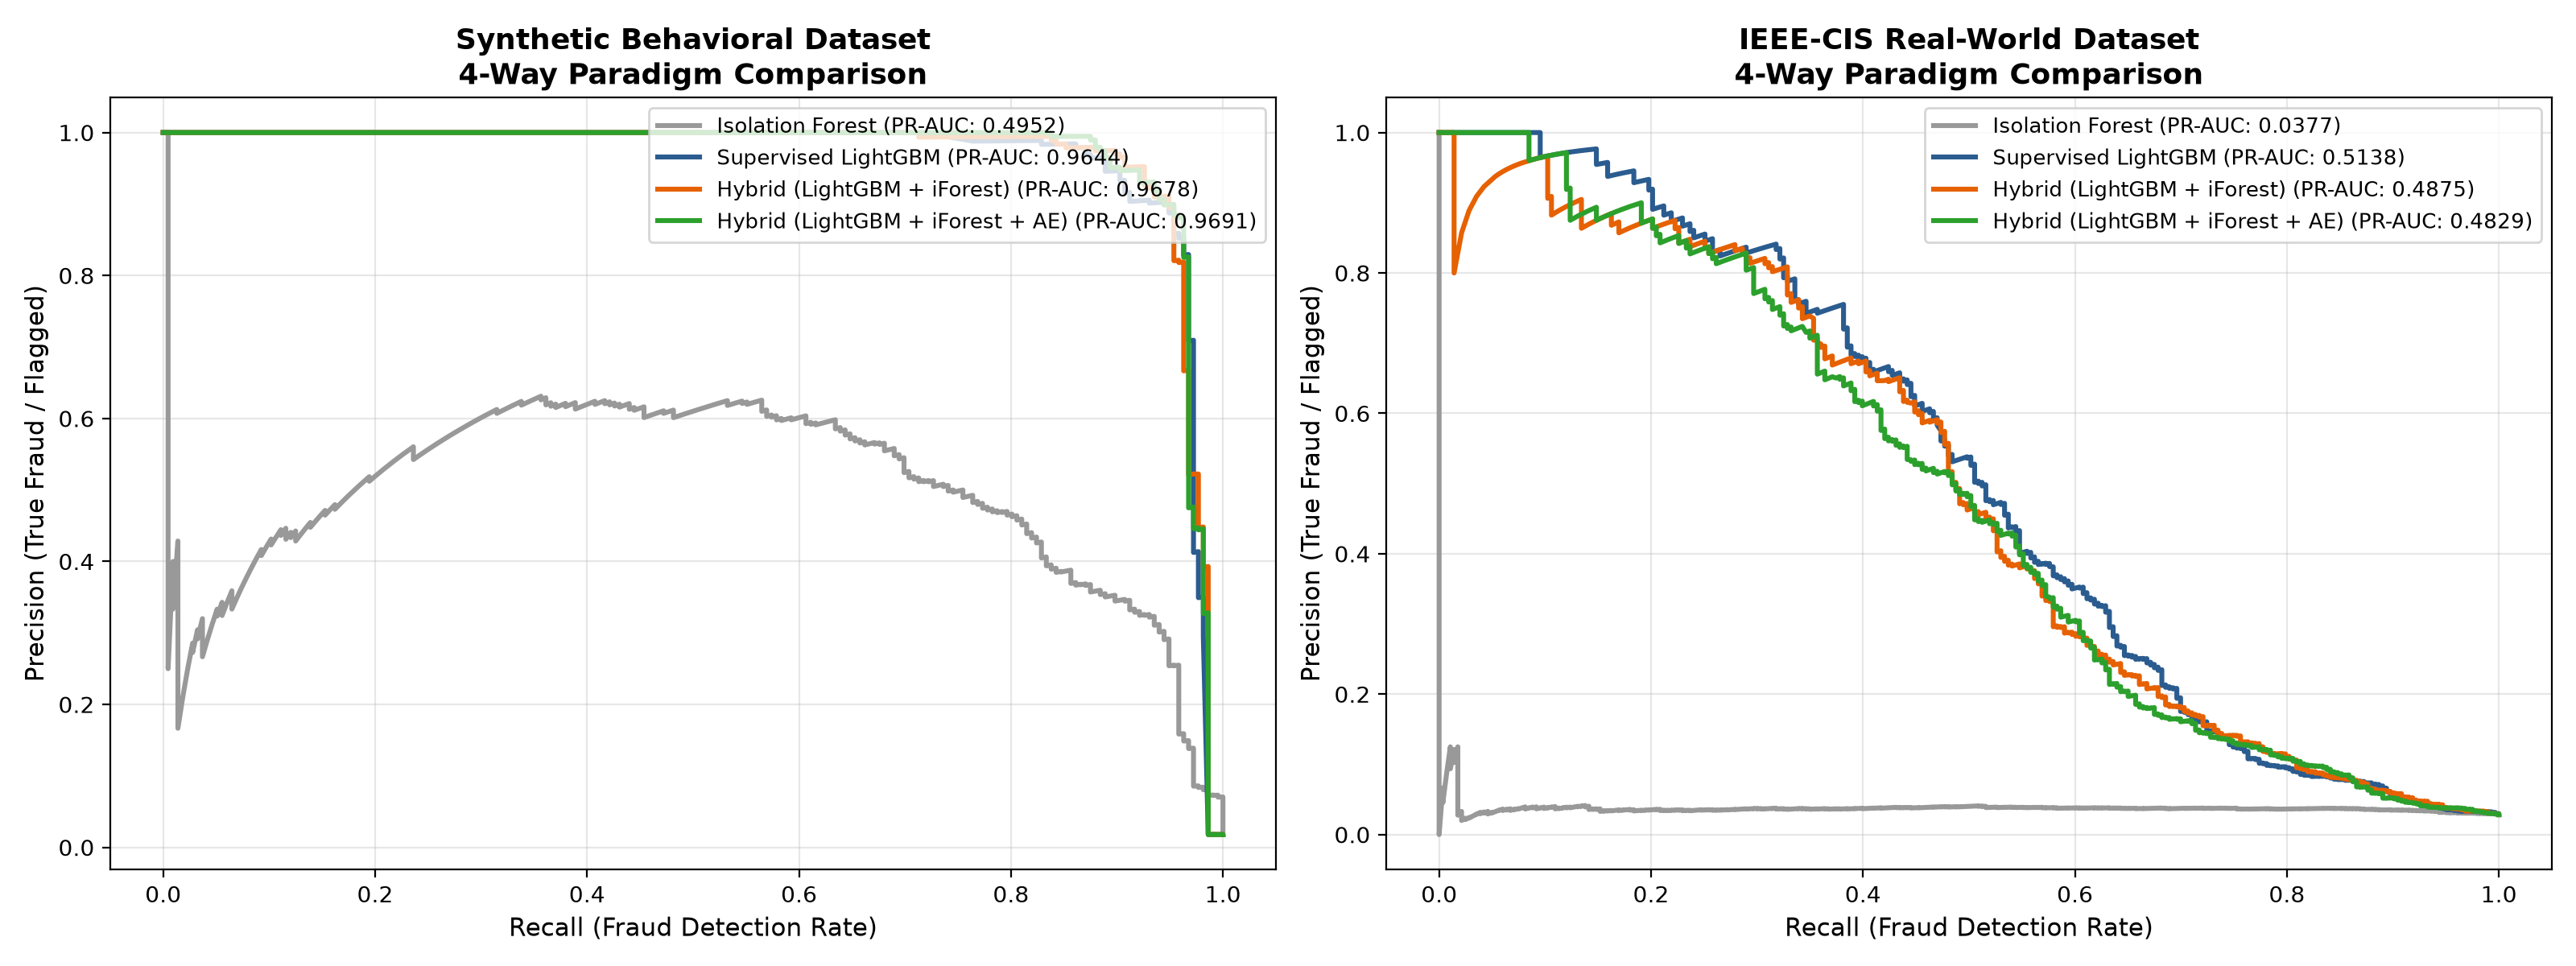 Synthetic Behavioral Dataset
4-Way Paradigm Comparison
Isolation Forest (PR-AUC: 0.4952)
Supervised LightGBM (PR-AUC: 0.9644)
Hybrid (LightGBM + iForest) (PR-AUC: 0.9678)
Hybrid (LightGBM + iForest + AE) (PR-AUC: 0.9691)
Precision (True Fraud / Flagged)
1.0
0.8
0.6
0.4
0.2
0.0
0.0 0.2 0.4 0.6 0.8 1.0
Recall (Fraud Detection Rate)
IEEE-CIS Real-World Dataset
4-Way Paradigm Comparison
Isolation Forest (PR-AUC: 0.0377)
Supervised LightGBM (PR-AUC: 0.5138)
Hybrid (LightGBM + iForest) (PR-AUC: 0.4875)
Hybrid (LightGBM + iForest + AE) (PR-AUC: 0.4829)
Precision (True Fraud / Flagged)
1.0
0.8
0.6
0.4
0.2
0.0
0.0 0.2 0.4 0.6 0.8 1.0
Recall (Fraud Detection Rate)